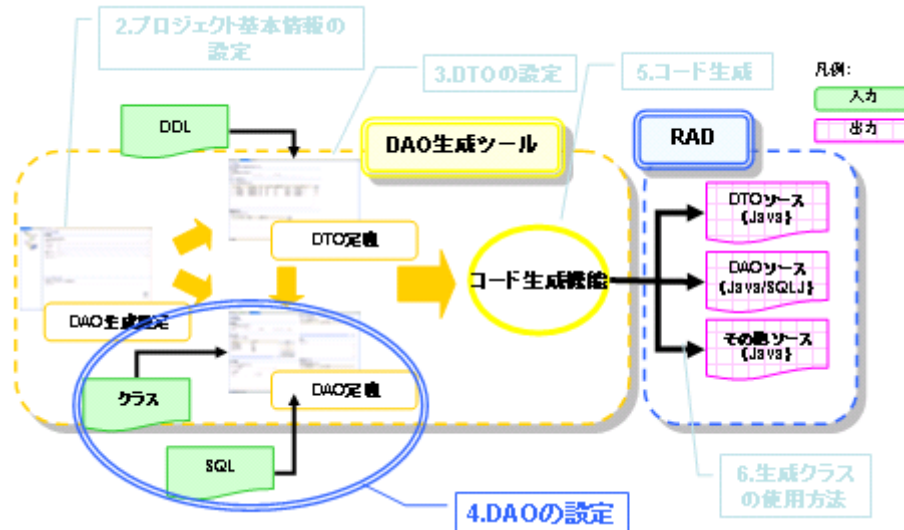 2.プロジェクト基本情報の
設定
3.DTOの設定
5.コード生成
凡例:
入力
出力
DDL
DAO生成ツール
RAD
DTO定義
DTOソース
(Java)
コード生成機能
DAOソース
(Java/SQLJ)
DAO生成設定
その他ソース
(Java)
クラス
DAO定義
SQL
4.DAOの設定
6.生成クラス
の使用方法